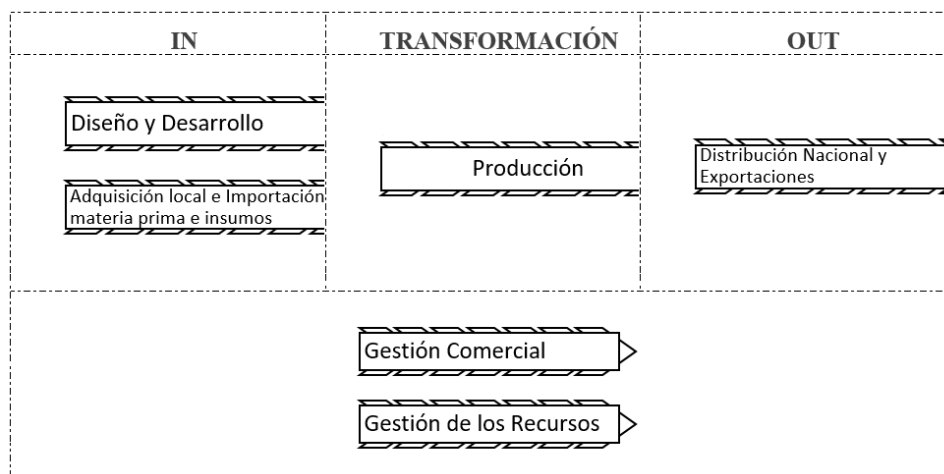 IN
TRANSFORMACIÓN
OUT
Diseño y Desarrollo
Adquisición local e Importación
materia prima e insumos
Producción
Distribución Nacional y
Exportaciones
Gestión Comercial
Gestión de los Recursos